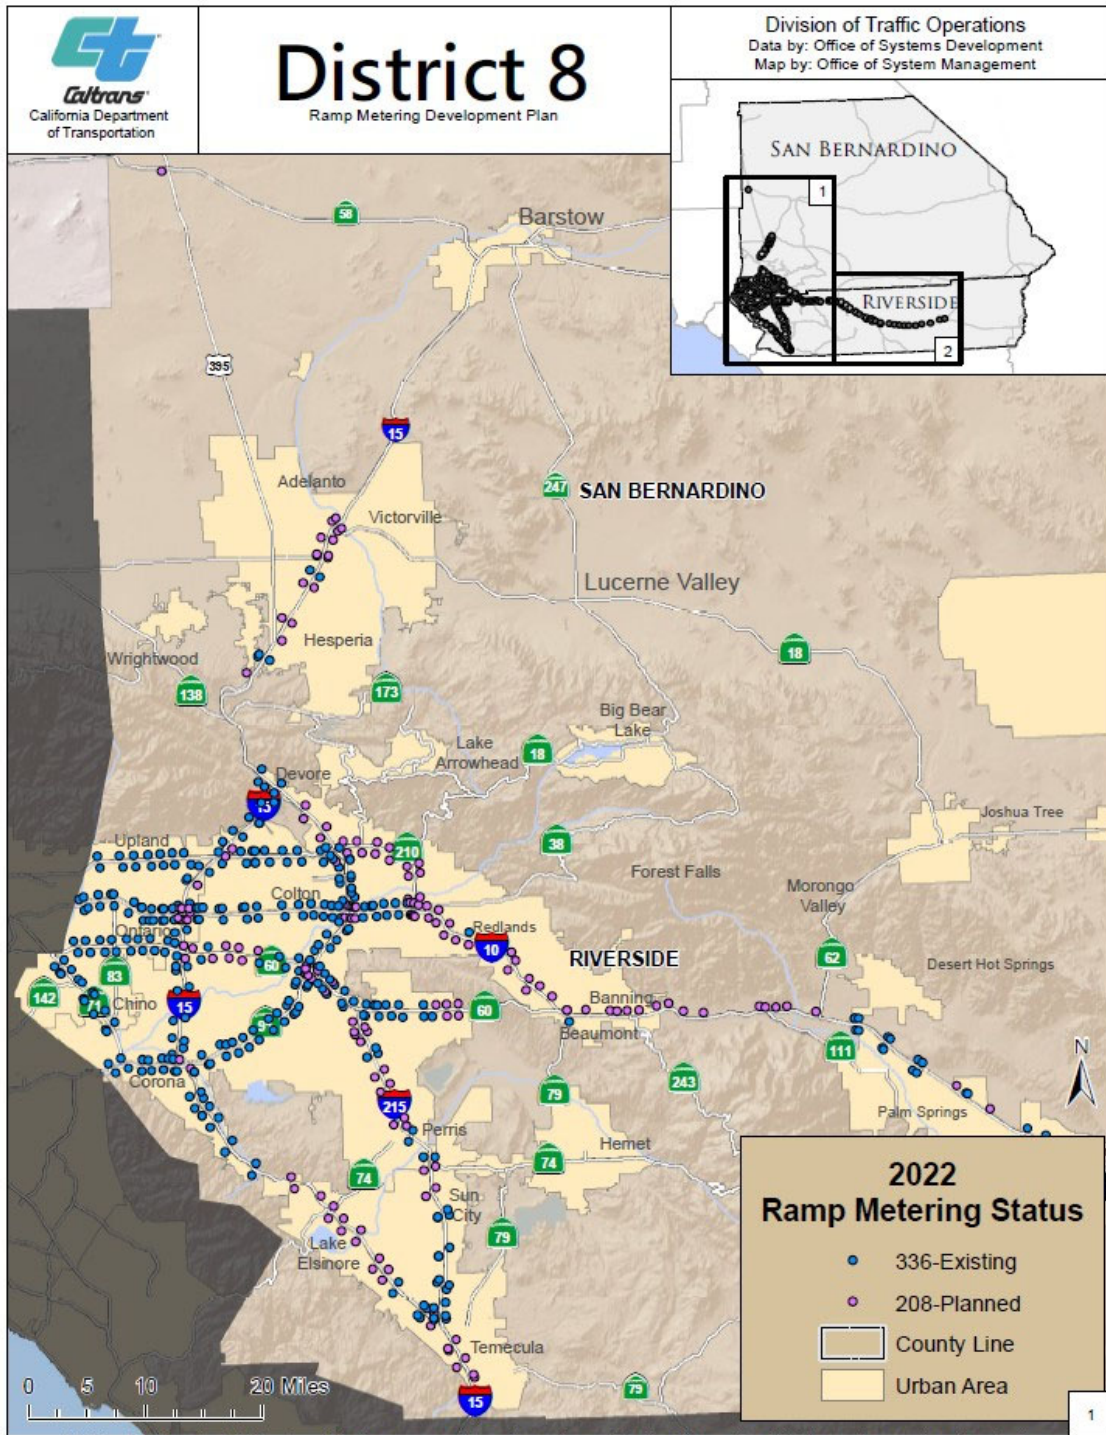 Caltrans
California Department
of Transportation
District 8
Ramp Metering Development Plan
Division of Traffic Operations
Data by: Office of Systems Development
Map by: Office of System Management
SAN BERNARDINO
1
RIVERSIDE
2
58
Barstow
395
15
Adelanto
247
SAN BERNARDINO
Victorville
Lucerne Valley
Hesperia
18
Wrightwood
138
173
Big Bear
Lake
Lake
Arrowhead
18
Devore
15
Joshua Tree
Upland
210
38
Forest Falls
Colton
Morongo
Valley
Ontario
Redlands
10
RIVERSIDE
60
62
Desert Hot Springs
83
142
Chino
15
60
Banning
Beaumont
111
Corona
243
N
79
215
Palm Springs
Perris
Hemet
74
74
Sun
City
79
Lake
Elsinore
Temecula
79
15
0 5 10 20 Miles
2022
Ramp Metering Status
336-Existing
208-Planned
County Line
Urban Area
1